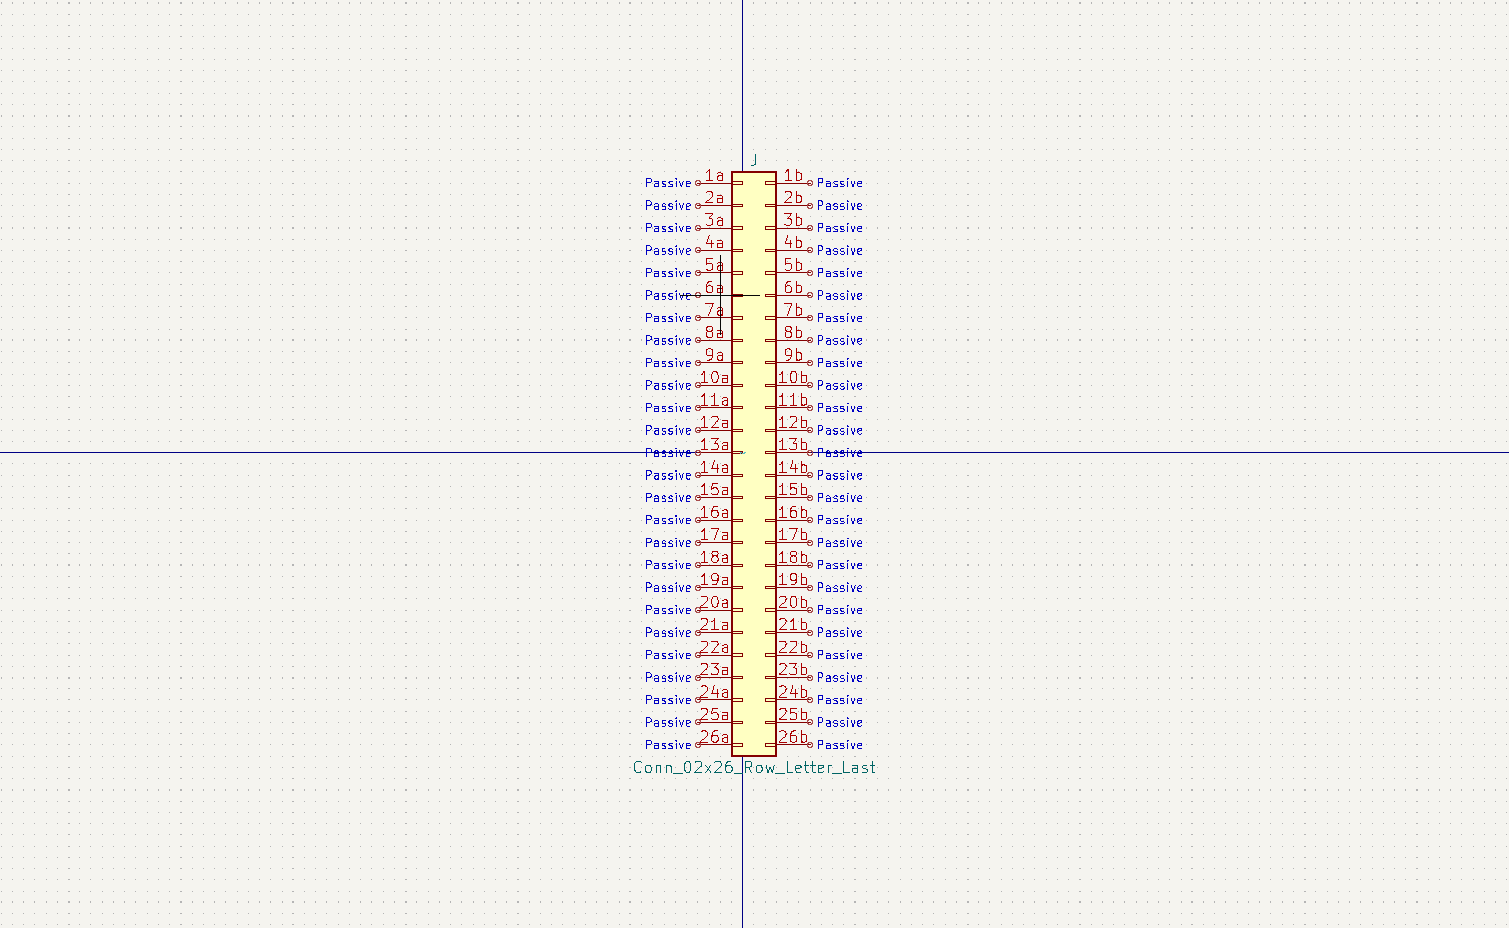 J
Passive 1a 1b Passive
Passive 2a 2b Passive
Passive 3a 3b Passive
Passive 4a 4b Passive
Passive 5a 5b Passive
Passive 6a 6b Passive
Passive 7a 7b Passive
Passive 8a 8b Passive
Passive 9a 9b Passive
Passive 10a 10b Passive
Passive 11a 11b Passive
Passive 12a 12b Passive
Passive 13a 13b Passive
Passive 14a 14b Passive
Passive 15a 15b Passive
Passive 16a 16b Passive
Passive 17a 17b Passive
Passive 18a 18b Passive
Passive 19a 19b Passive
Passive 20a 20b Passive
Passive 21a 21b Passive
Passive 22a 22b Passive
Passive 23a 23b Passive
Passive 24a 24b Passive
Passive 25a 25b Passive
Passive 26a 26b Passive
Conn_02x26_Row_Letter_Last